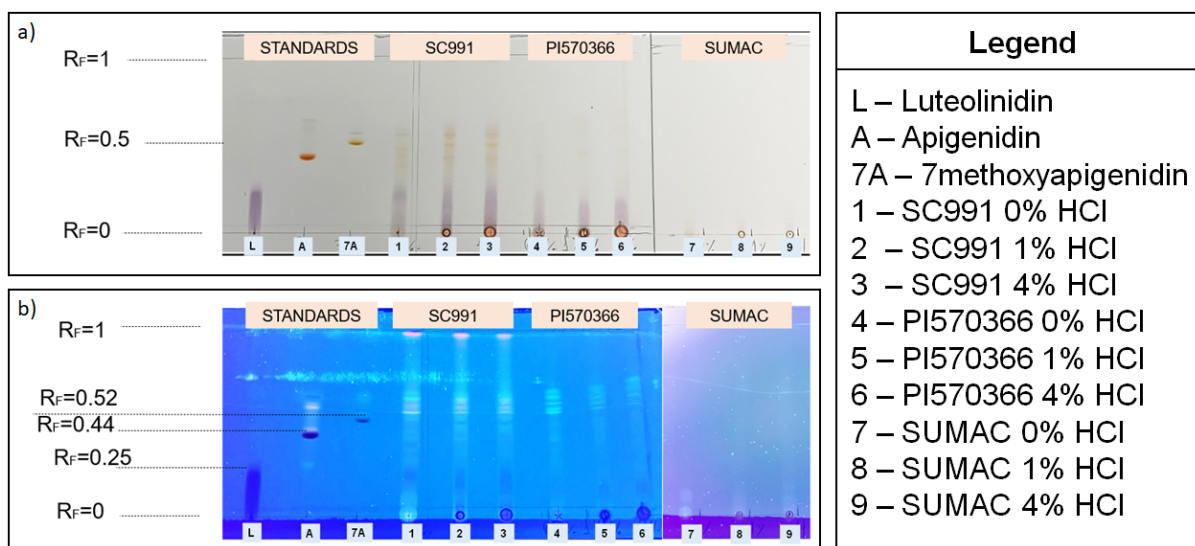 a)
STANDARDS SC991 PI570366 SUMAC
RF=1
RF=0.5
RF=0
L A 7A 1 2 3 4 5 6 7 8 9
b)
STANDARDS SC991 PI570366 SUMAC
RF=1
RF=0.52
RF=0.44
RF=0.25
RF=0
L A 7A 1 2 3 4 5 6 7 8 9
Legend
L – Luteolinidin
A – Apigenidin
7A – 7methoxyapigenidin
1 – SC991 0% HCl
2 – SC991 1% HCl
3 – SC991 4% HCl
4 – PI570366 0% HCl
5 – PI570366 1% HCl
6 – PI570366 4% HCl
7 – SUMAC 0% HCl
8 – SUMAC 1% HCl
9 – SUMAC 4% HCl